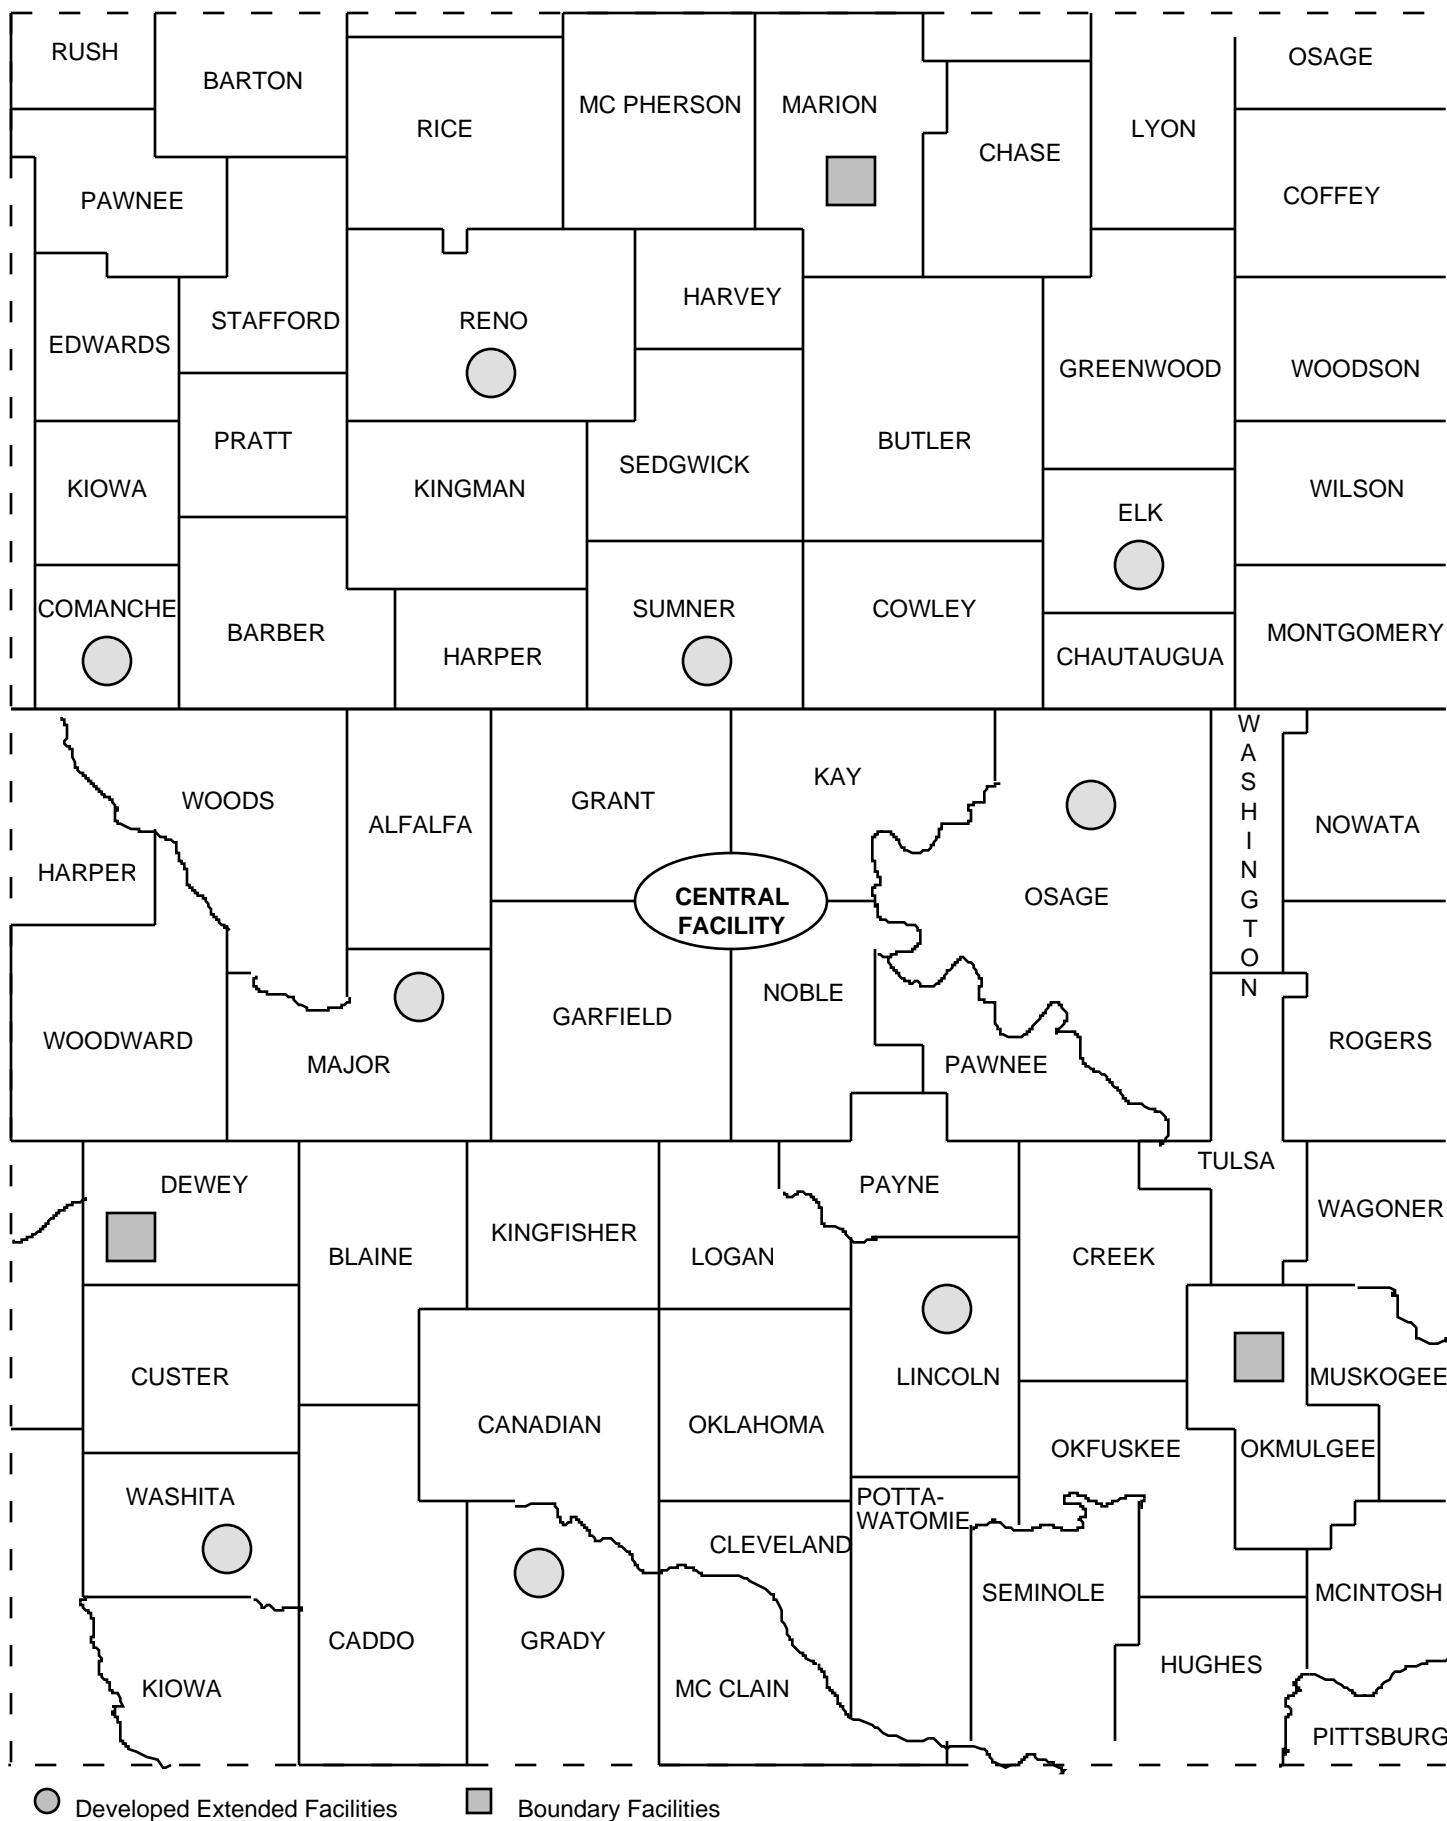 RUSH
BARTON
RICE
MC PHERSON
MARION
CHASE
LYON
OSAGE
PAWNEE
COFFEY
EDWARDS
STAFFORD
RENO
HARVEY
GREENWOOD
WOODSON
PRATT
KIOWA
KINGMAN
SEDGWICK
BUTLER
ELK
WILSON
COMANCHE
BARBER
HARPER
SUMNER
COWLEY
CHAUTAUGUA
MONTGOMERY
WASHINGTON
WOODS
ALFALFA
GRANT
KAY
NOWATA
HARPER
CENTRAL
FACILITY
OSAGE
WOODWARD
MAJOR
GARFIELD
NOBLE
PAWNEE
ROGERS
DEWEY
BLAINE
KINGFISHER
LOGAN
PAYNE
CREEK
TULSA
WAGONER
CUSTER
CANADIAN
OKLAHOMA
LINCOLN
OKFUSKEE
OKMULGEE
MUSKOGEE
WASHITA
CLEVELAND
POTTA-
WATOMIE
SEMINOLE
MCINTOSH
KIOWA
CADDO
GRADY
MC CLAIN
HUGHES
PITTSBURG
Developed Extended Facilities
Boundary Facilities